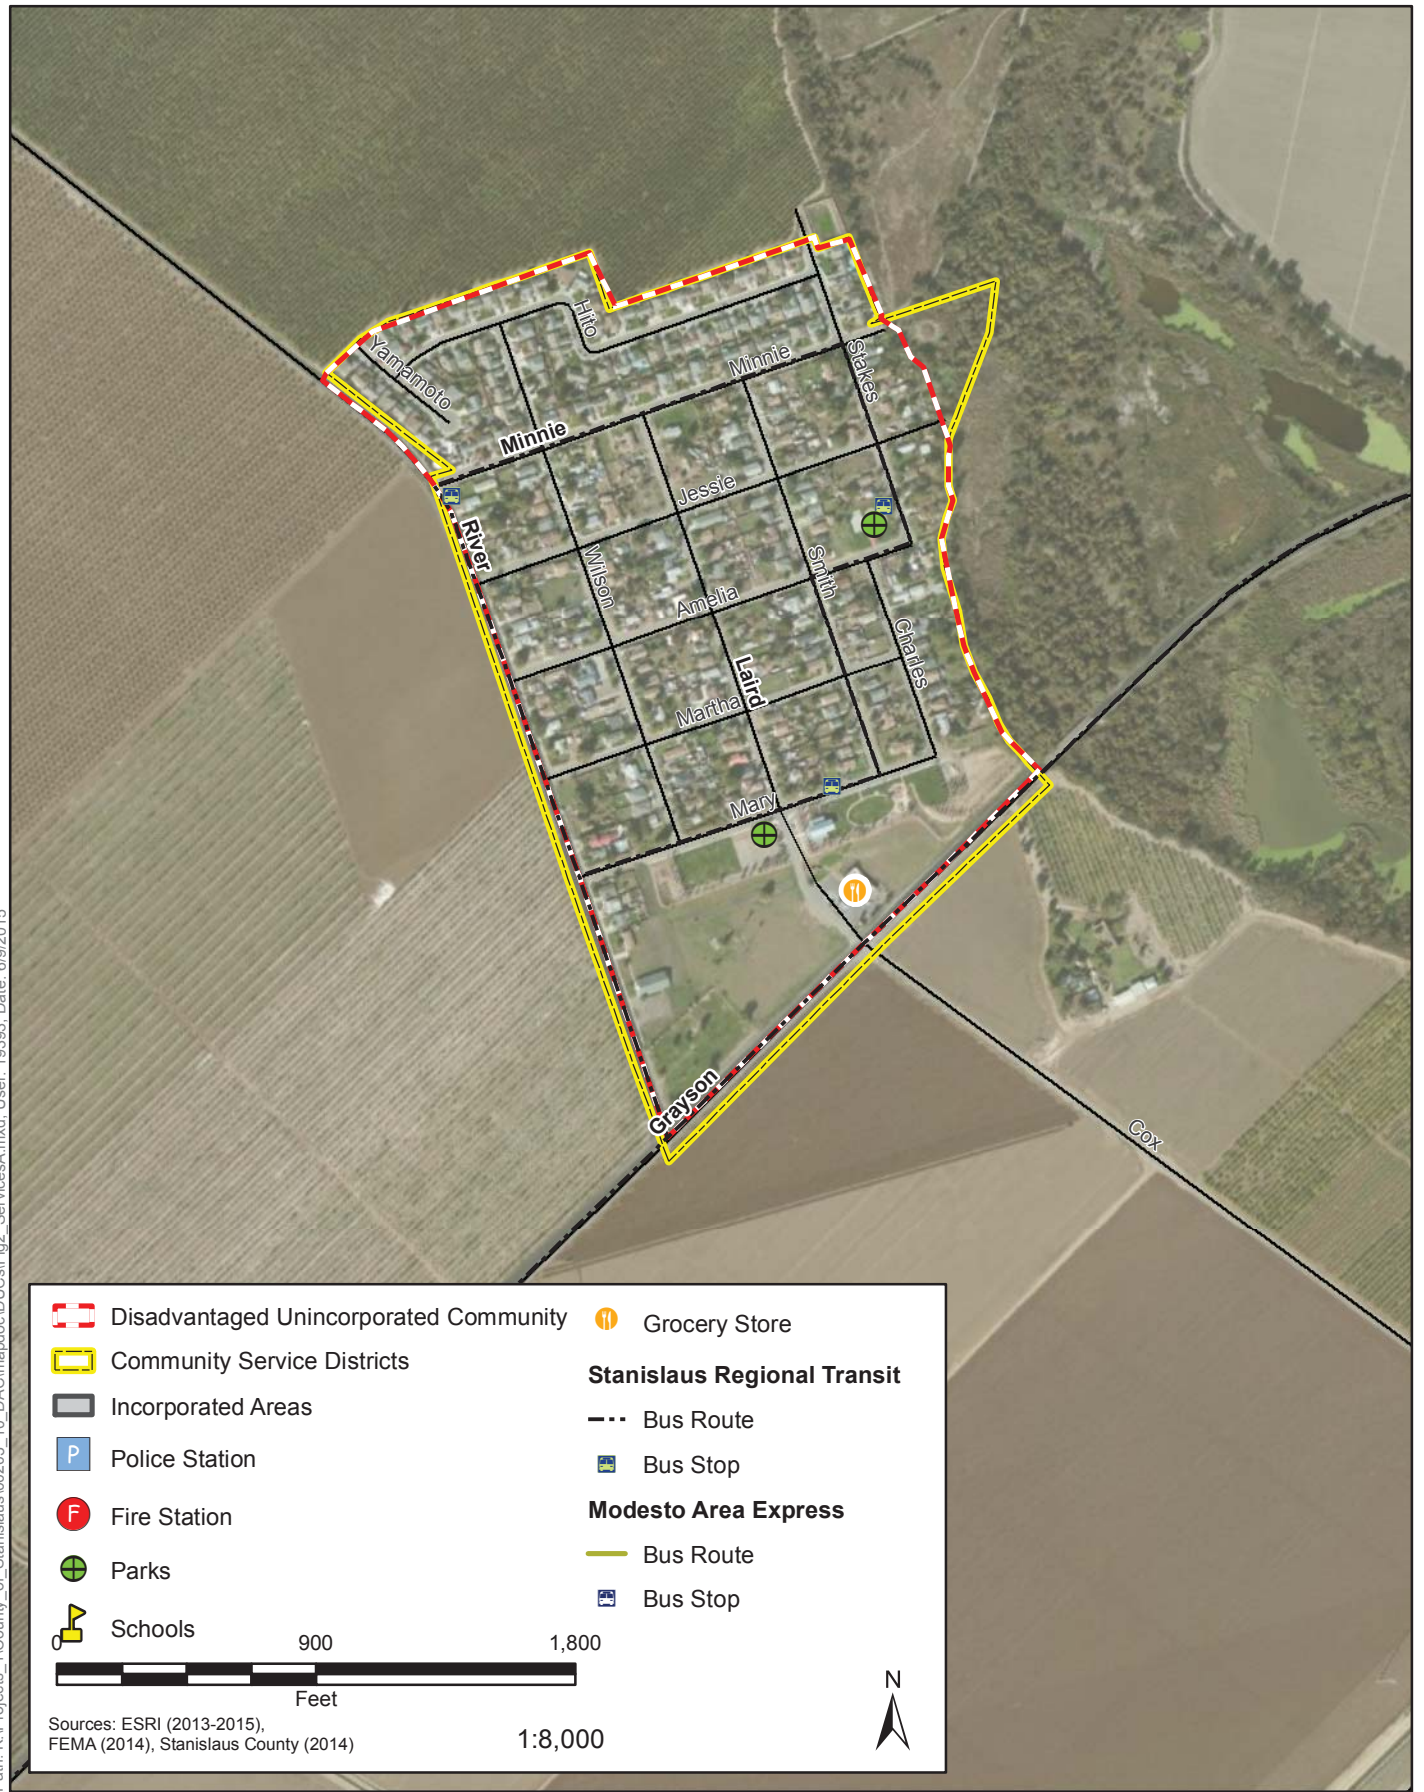 Hito
Yamamoto
Minnie
Stakes
Minnie
Jessie
River
Wilson
Smith
Amelia
Charles
Laird
Martha
Mary
Grayson
Cox
Disadvantaged Unincorporated Community
Community Service Districts
Incorporated Areas
P
Police Station
F
Fire Station
Parks
Schools
Grocery Store
Stanislaus Regional Transit
Bus Route
Bus Stop
Modesto Area Express
Bus Route
Bus Stop
0 900 1,800
Feet
Sources: ESRI (2013-2015),
FEMA (2014), Stanislaus County (2014)
1:8,000
N